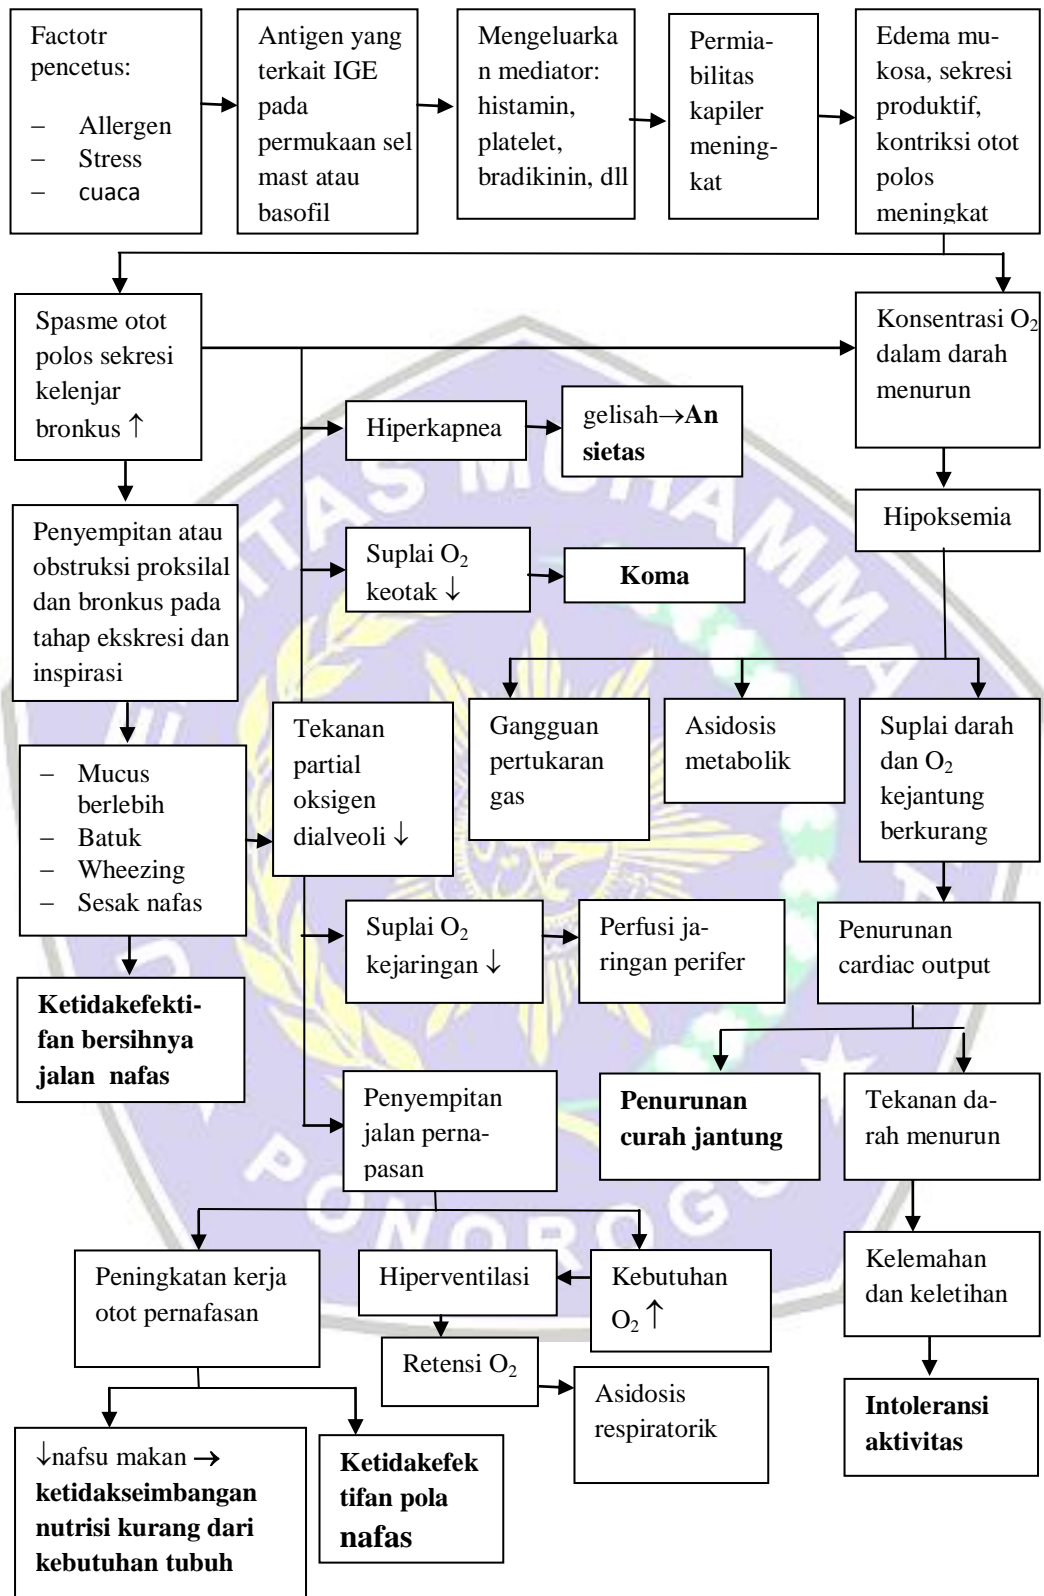 Factotr
pencetus:
– Allergen
– Stress
– cuaca
Antigen yang
terkait IGE
pada
permukaan sel
mast atau
basofil
Mengeluarka
n mediator:
histamin,
platelet,
bradikinin, dll
Permia-
bilitas
kapiler
mening-
kat
Edema mu-
kosa, sekresi
produktif,
kontriksi otot
polos
meningkat
Spasme otot
polos sekresi
kelenjar
bronkus ↑
Konsentrasi O₂
dalam darah
menurun
Hiperkapnea
gelisah→An
sietas
Hipoksemia
Penyempitan atau
obstruksi proksilal
dan bronkus pada
tahap ekskresi dan
inspirasi
Suplai O₂
keotak ↓
Koma
Gangguan
pertukaran
gas
Asidosis
metabolik
Suplai darah
dan O₂
kejantung
berkurang
– Mucus
berlebih
– Batuk
– Wheezing
– Sesak nafas
Tekanan
partial
oksigen
dialveoli ↓
Suplai O₂
kejaringan ↓
Perfusi ja-
ringan perifer
Penurunan
cardiac output
Ketidakefekti-
fan bersihnya
jalan nafas
Penyempitan
jalan perna-
pasan
Penurunan
curah jantung
Tekanan da-
rah menurun
Peningkatan kerja
otot pernafasan
Hiperventilasi
Kebutuhan
O₂ ↑
Kelemahan
dan keletihan
Retensi O₂
Asidosis
respiratorik
Intoleransi
aktivitas
↓nafsu makan →
ketidakseimbangan
nutrisi kurang dari
kebutuhan tubuh
Ketidakefek
tifan pola
nafas
PONOROGO